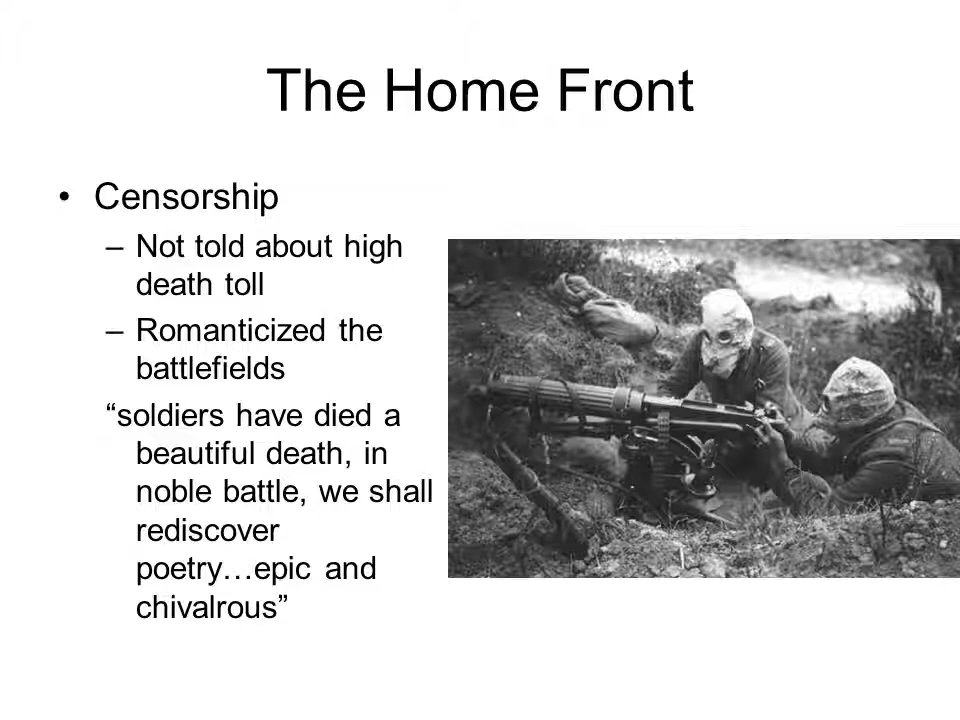 The Home Front
• Censorship
– Not told about high
death toll
– Romanticized the
battlefields
“soldiers have died a
beautiful death, in
noble battle, we shall
rediscover
poetry…epic and
chivalrous”